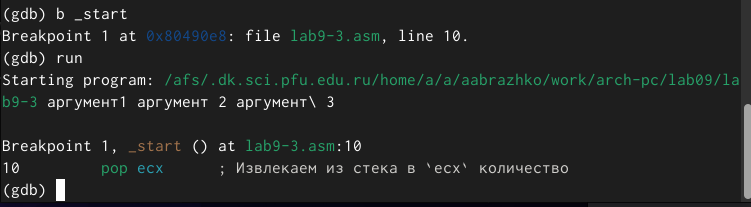 (gdb) b _start
Breakpoint 1 at 0x80490e8: file lab9-3.asm, line 10.
(gdb) run
Starting program: /afs/.dk.sci.pfu.edu.ru/home/a/a/aabrazhko/work/arch-pc/lab09/la
b9-3 аргумент1 аргумент 2 аргумент\ 3
Breakpoint 1, _start () at lab9-3.asm:10
10 pop ecx ; Извлекаем из стека в `ecx` количество
(gdb)